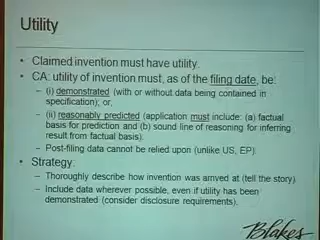 Utility
• Claimed invention must have utility.
• CA: utility of invention must, as of the filing date, be:
– (i) demonstrated (with or without data being contained in
specification); or,
– (ii) reasonably predicted (application must include: (a) factual
basis for prediction and (b) sound line of reasoning for inferring
result from factual basis).
– Post-filing data cannot be relied upon (unlike US, EP).
• Strategy:
– Thoroughly describe how invention was arrived at (tell the story).
– Include data wherever possible, even if utility has been
demonstrated (consider disclosure requirements).
Blakes